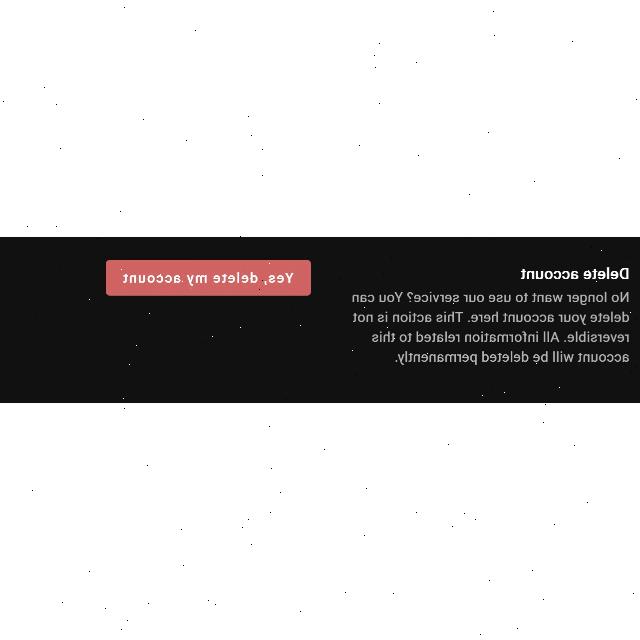 Delete account
No longer want to use our service? You can
delete your account here. This action is not
reversible. All information related to this
account will be deleted permanently.
Yes, delete my account